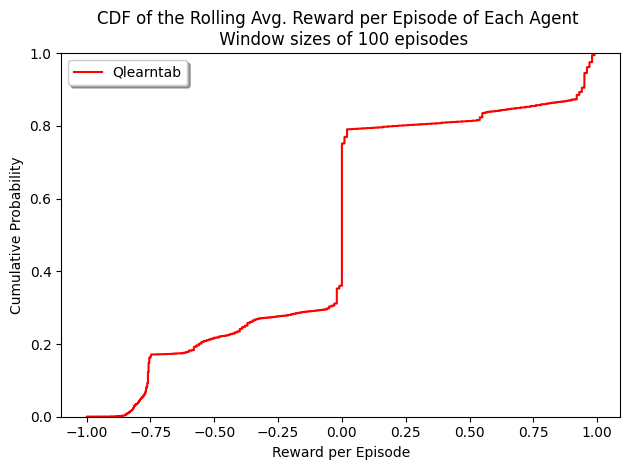 CDF of the Rolling Avg. Reward per Episode of Each Agent
Window sizes of 100 episodes
Qlearntab
Cumulative Probability
1.0
0.8
0.6
0.4
0.2
0.0
−1.00 −0.75 −0.50 −0.25 0.00 0.25 0.50 0.75 1.00
Reward per Episode